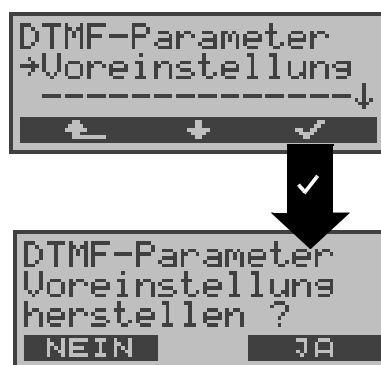 DTMF-Parameter
→Voreinstellung
---------------↓
DTMF-Parameter
Voreinstellung
herstellen ?
NEIN JA